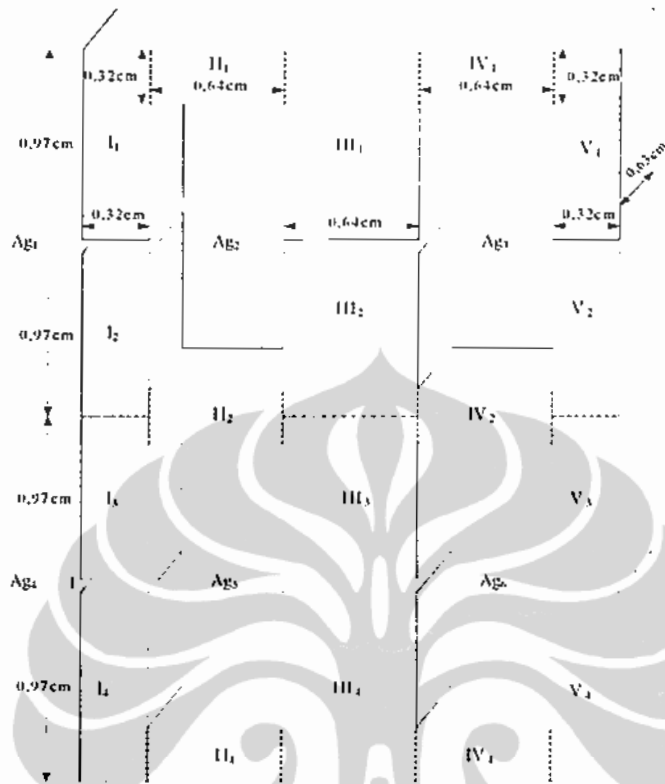 II₁ IV₁
0,32cm 0,64cm 0,64cm 0,32cm
0,97cm I₁ III₁ V₁ 0,63cm
0,32cm 0,64cm 0,32cm
Ag₁ Ag₂ Ag₃
0,97cm I₂ III₂ V₂
II₂ IV₂
0,97cm I₃ III₃ V₃
Ag₄ Ag₅ Ag₆
0,97cm I₄ III₄ V₄
II₄